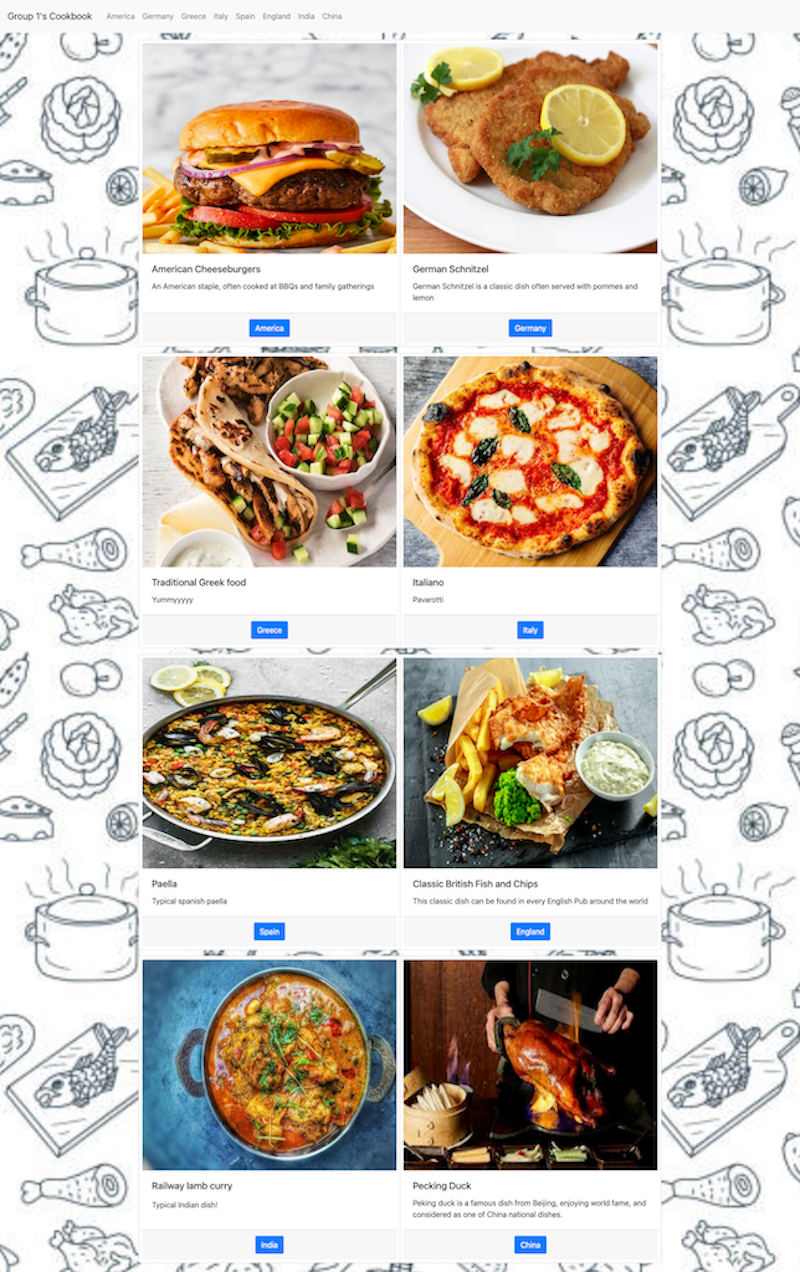 Group 1's Cookbook America Germany Greece Italy Spain England India China
American Cheeseburgers
An American staple, often cooked at BBQs and family gatherings
America
German Schnitzel
German Schnitzel is a classic dish often served with pommes and
lemon
Germany
Traditional Greek food
Yummyyyyy
Greece
Italiano
Pavarotti
Italy
Paella
Typical spanish paella
Spain
Classic British Fish and Chips
This classic dish can be found in every English Pub around the world
England
Railway lamb curry
Typical Indian dish!
India
Pecking Duck
Peking duck is a famous dish from Beijing, enjoying world fame, and
considered as one of China national dishes.
China